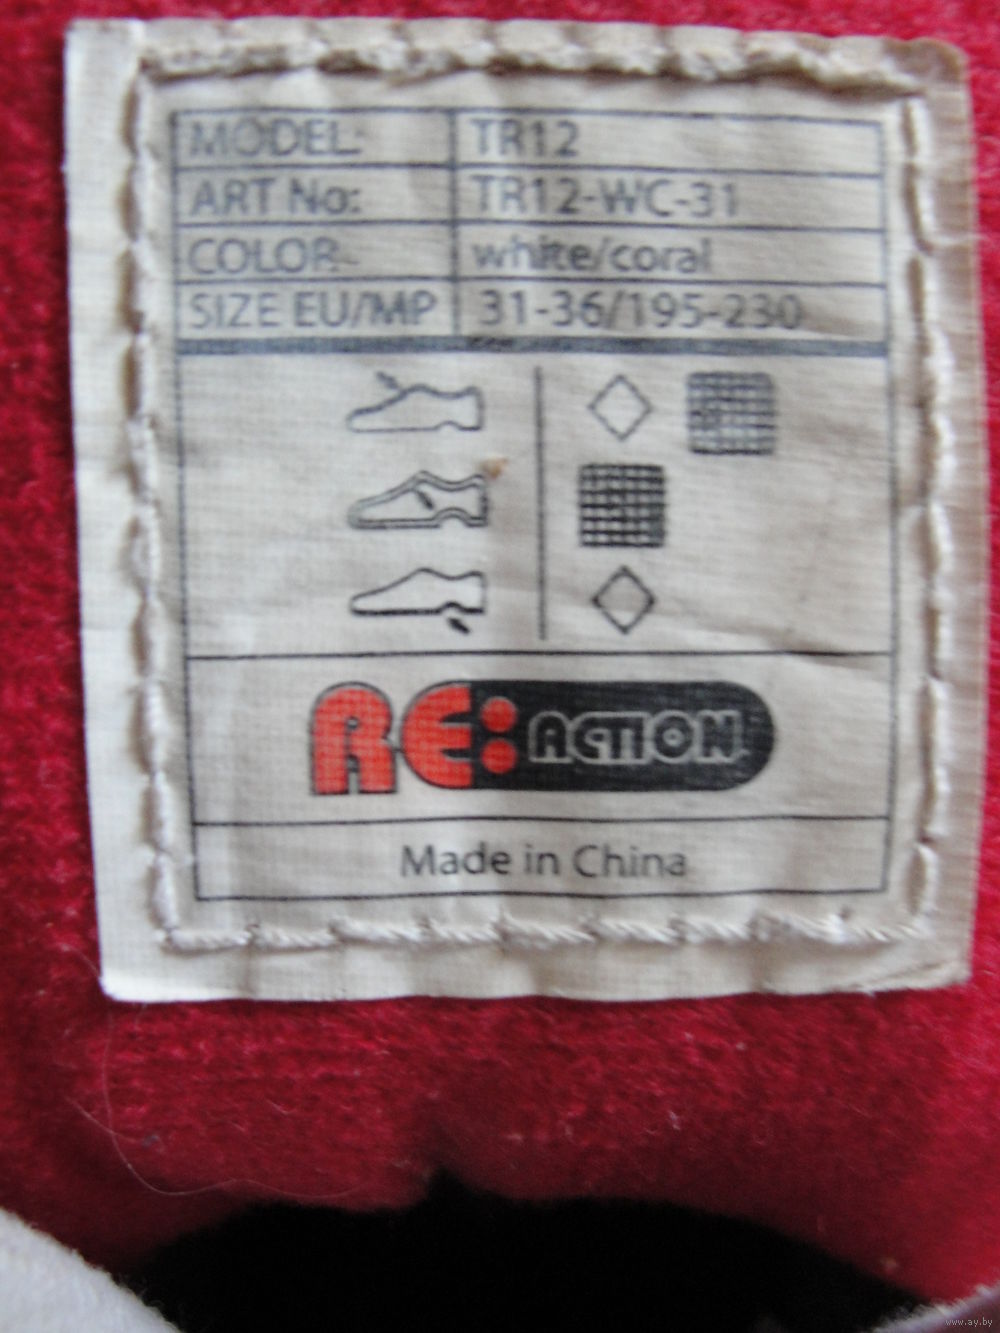 MODEL: TR12
ART No: TR12-WC-31
COLOR: white/coral
SIZE EU/MP 31-36/195-230
RE:ACTION
Made in China
www.ay.by